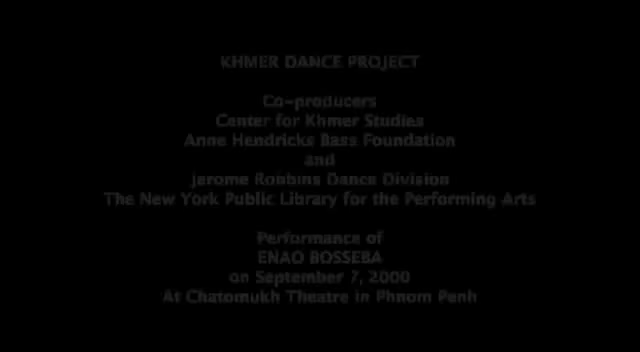 KHMER DANCE PROJECT
Co-producers
Center for Khmer Studies
Anne Hendricks Bass Foundation
and
Jerome Robbins Dance Division
The New York Public Library for the Performing Arts
Performance of
ENAO BOSSEBA
on September 7, 2000
At Chatomukh Theatre in Phnom Penh